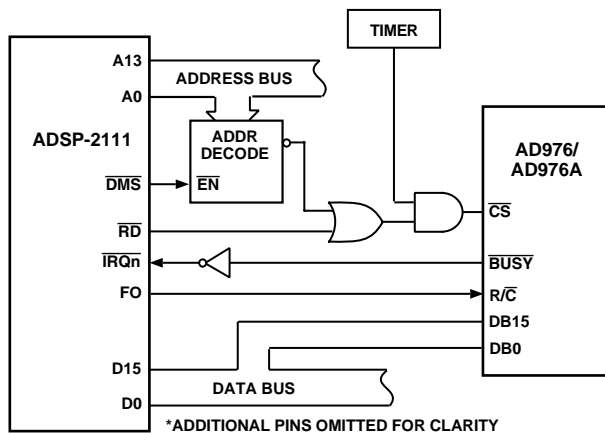 TIMER
A13
ADDRESS BUS
A0
ADSP-2111
ADDR
DECODE
AD976/
AD976A
DMS
EN
CS
RD
IRQn
BUSY
FO
R/C
DB15
D15
DB0
DATA BUS
D0
*ADDITIONAL PINS OMITTED FOR CLARITY